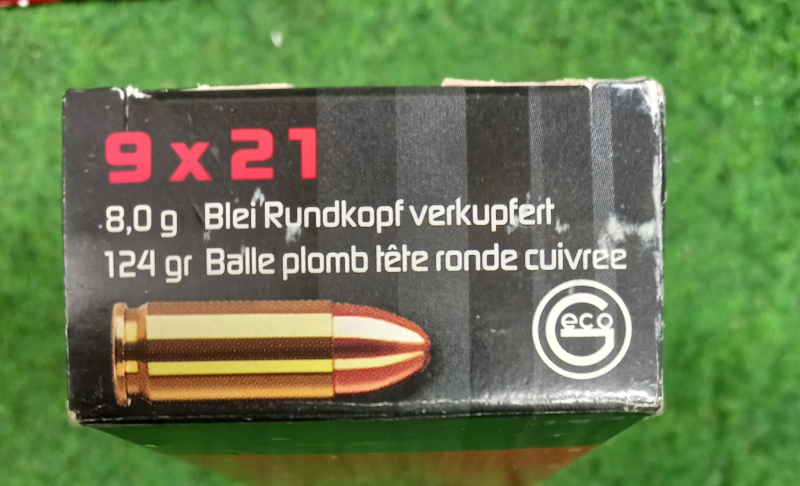 9 x 21
8,0 g Blei Rundkopf verkupfert
124 gr Balle plomb tête ronde cuivree
Geco